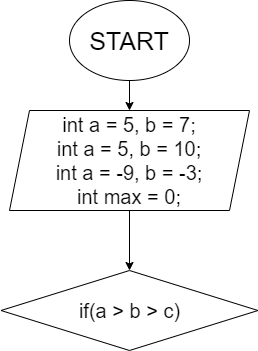 START
int a = 5, b = 7;
int a = 5, b = 10;
int a = -9, b = -3;
int max = 0;
if(a > b > c)